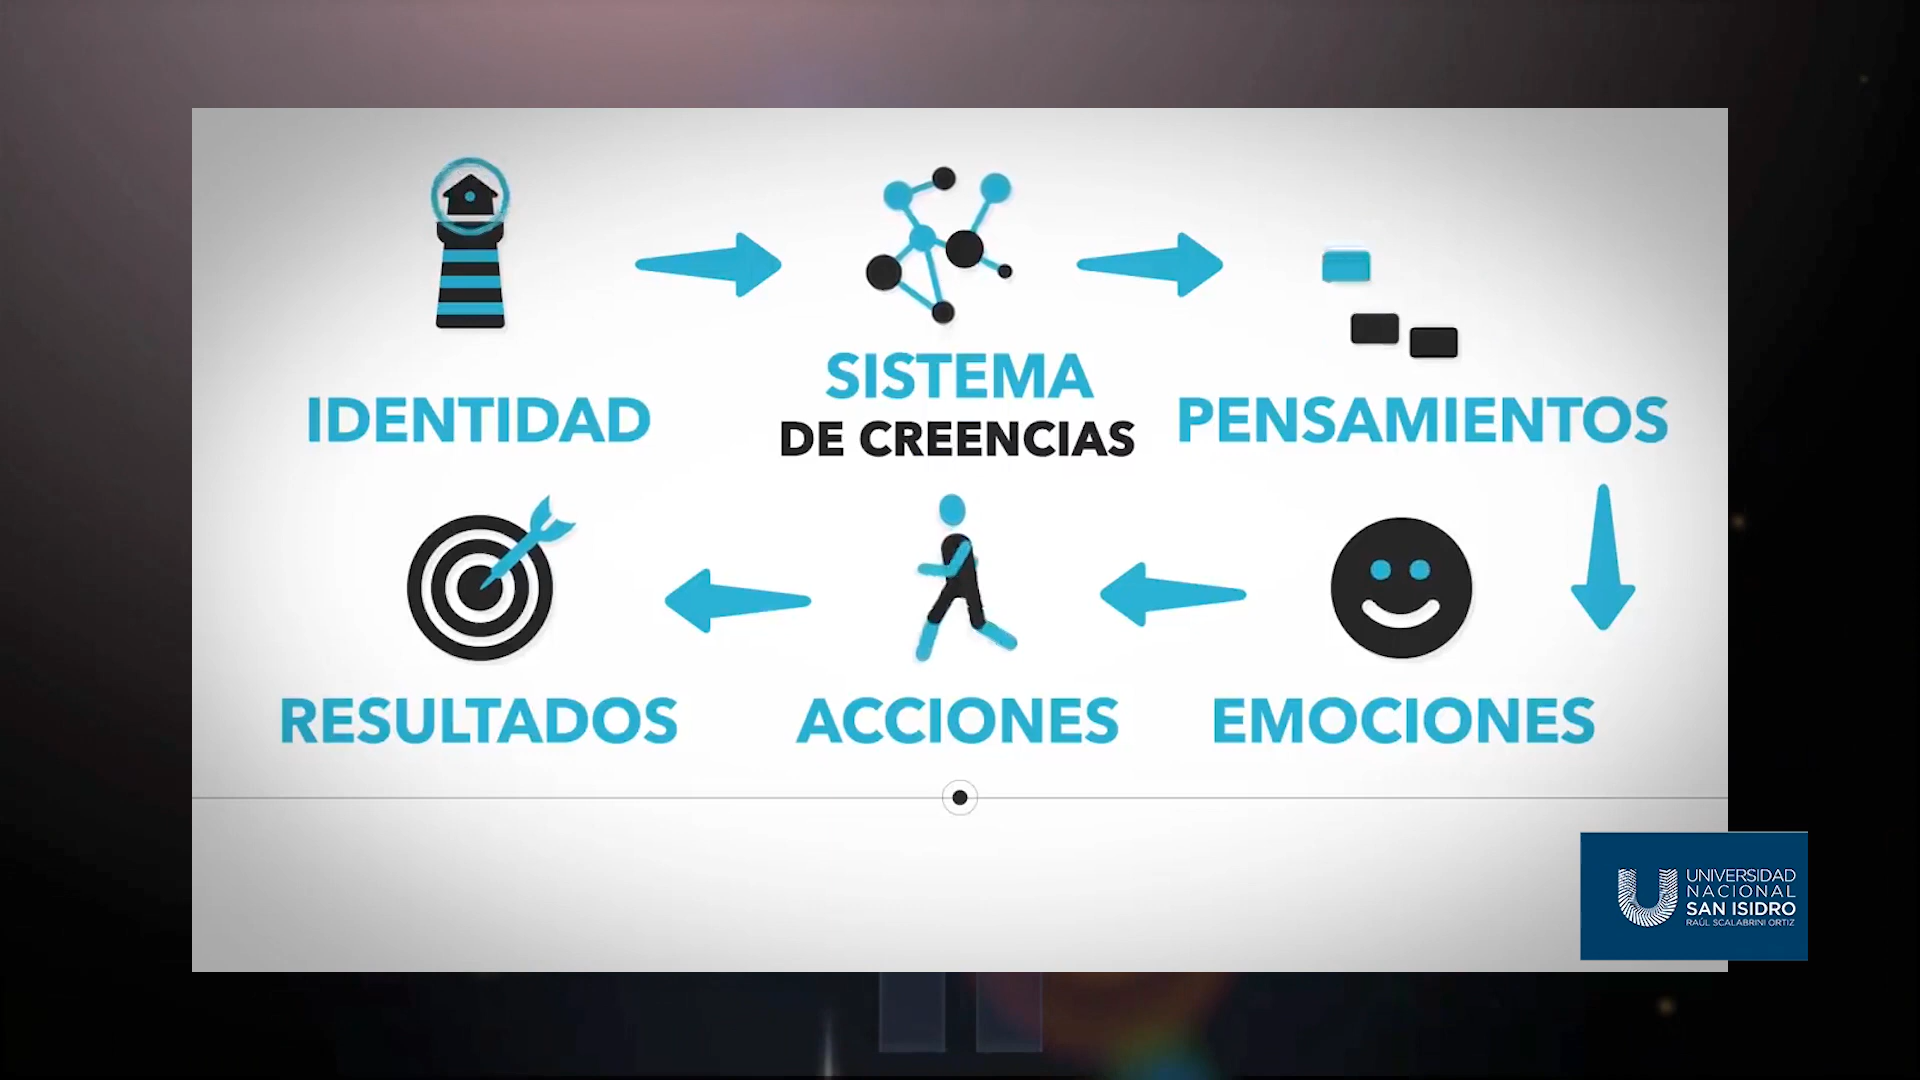 IDENTIDAD
SISTEMA
DE CREENCIAS
PENSAMIENTOS
RESULTADOS
ACCIONES
EMOCIONES
UNIVERSIDAD
NACIONAL
SAN ISIDRO
RAÚL SCALABRINI ORTIZ